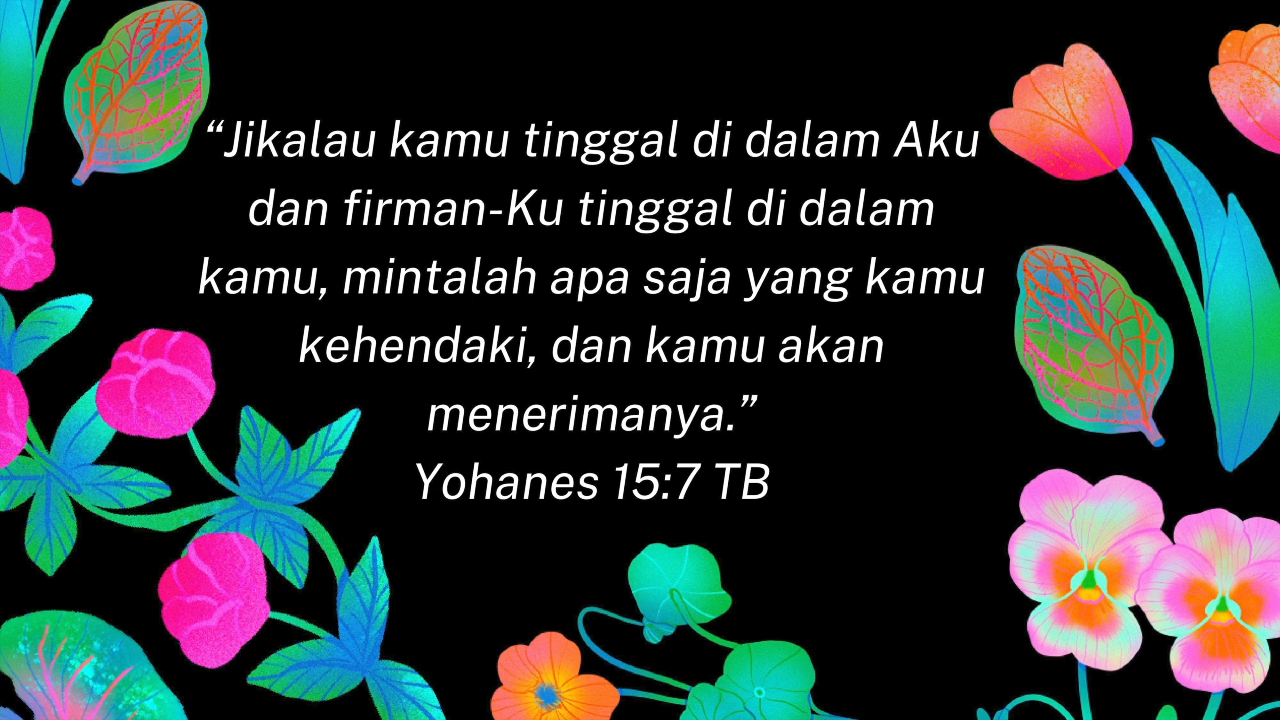 “Jikalau kamu tinggal di dalam Aku
dan firman-Ku tinggal di dalam
kamu, mintalah apa saja yang kamu
kehendaki, dan kamu akan
menerimanya.”
Yohanes 15:7 TB